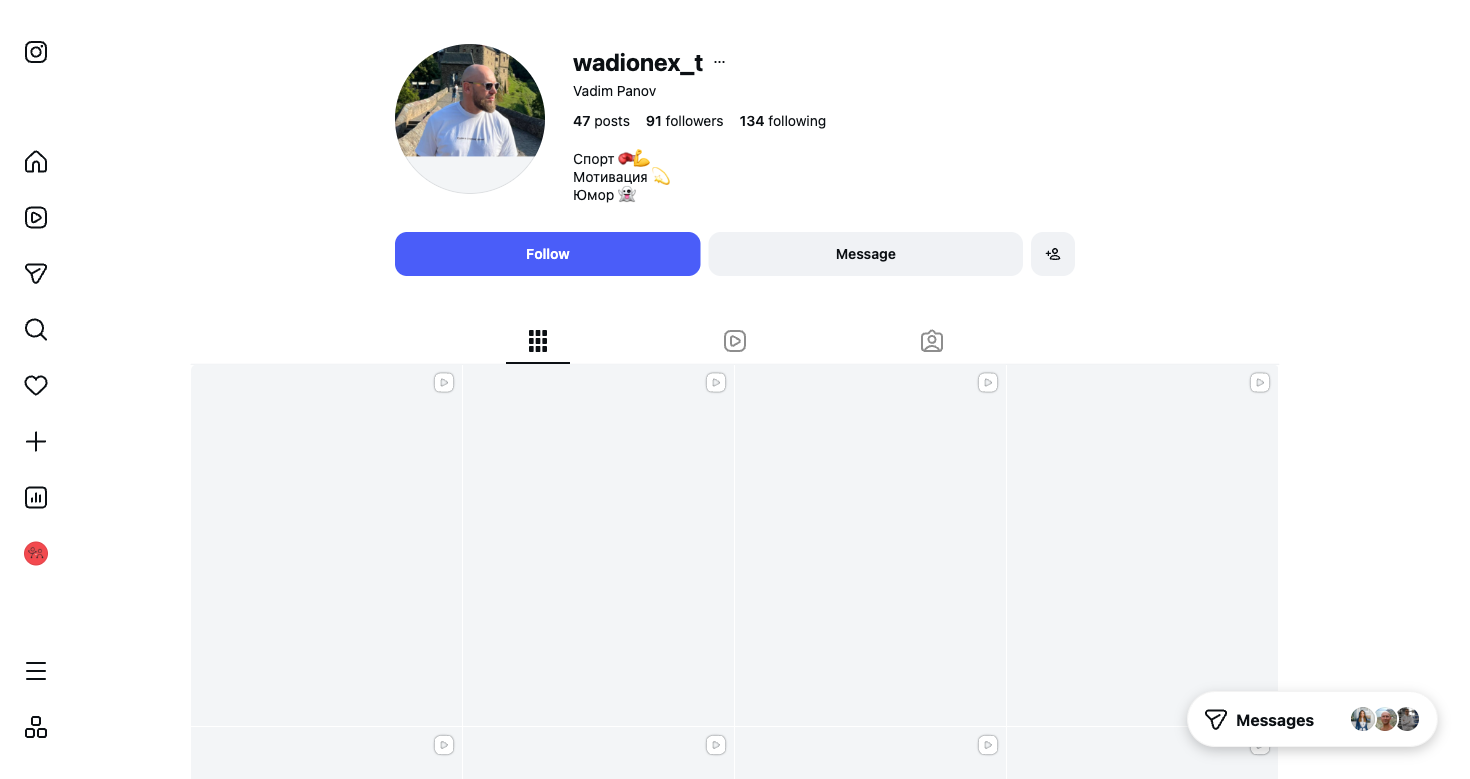 wadionex_t ...
Vadim Panov
47 posts 91 followers 134 following
Спорт 🥊💪
Мотивация 💫
Юмор 👻
Follow
Message
Messages